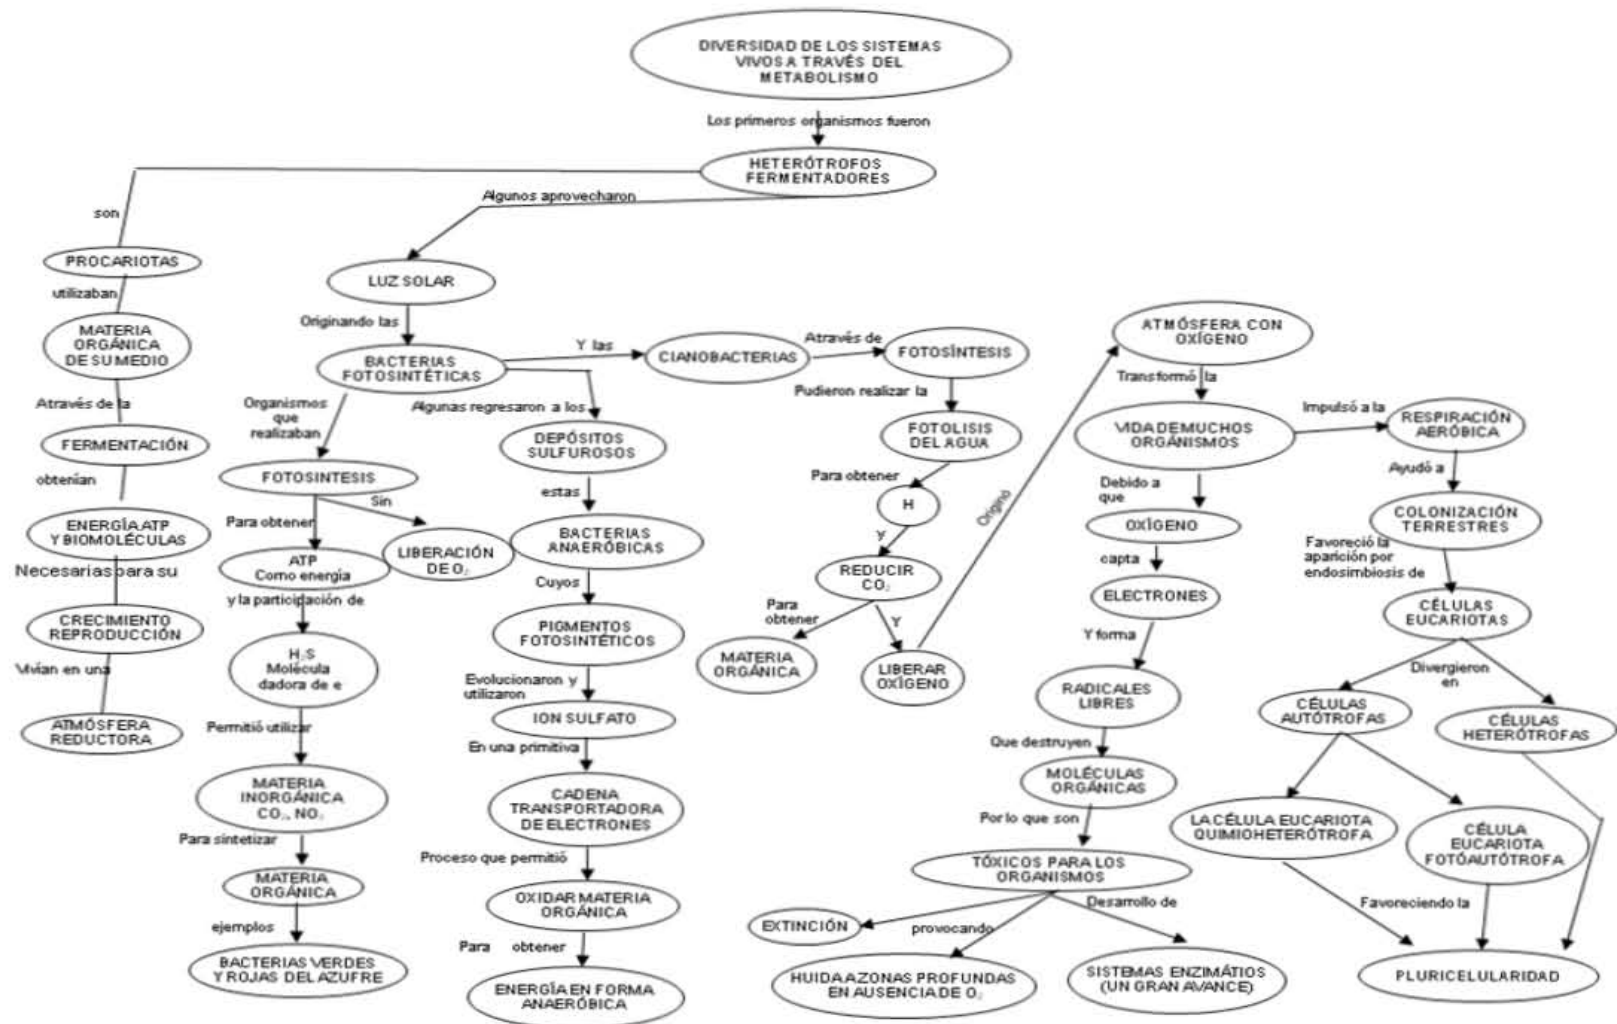 DIVERSIDAD DE LOS SISTEMAS
VIVOS A TRAVÉS DEL
METABOLISMO
Los primeros organismos fueron
HETERÓTROFOS
FERMENTADORES
son
PROCARIOTAS
utilizaban
MATERIA
ORGÁNICA
DE SU MEDIO
Através de la
FERMENTACIÓN
obtenían
ENERGÍA ATP
Y BIOMOLÉCULAS
Necesarias para su
CRECIMIENTO
REPRODUCCIÓN
Vivían en una
ATMÓSFERA
REDUCTORA
Algunos aprovecharon
LUZ SOLAR
Originando las
BACTERIAS
FOTOSINTÉTICAS
Organismos
que
realizaban
FOTOSINTESIS
Sin
LIBERACIÓN
DE O₂
Para obtener
ATP
Como energía
y la participación de
H₂S
Molécula
dadora de e
Permitió utilizar
MATERIA
INORGÁNICA
CO₂, NO₂
Para sintetizar
MATERIA
ORGÁNICA
ejemplos
BACTERIAS VERDES
Y ROJAS DEL AZUFRE
Algunas regresaron a los
DEPÓSITOS
SULFUROSOS
estas
BACTERIAS
ANAERÓBICAS
Cuyos
PIGMENTOS
FOTOSINTÉTICOS
Evolucionaron y
utilizaron
ION SULFATO
En una primitiva
CADENA
TRANSPORTADORA
DE ELECTRONES
Proceso que permitió
OXIDAR MATERIA
ORGÁNICA
Para obtener
ENERGÍA EN FORMA
ANAERÓBICA
Y las
CIANOBACTERIAS
Através de
FOTOSÍNTESIS
Pudieron realizar la
FOTOLISIS
DEL AGUA
Para obtener
H
y
REDUCIR
CO₂
Para
obtener
MATERIA
ORGÁNICA
Y
LIBERAR
OXÍGENO
Originó
ATMÓSFERA CON
OXÍGENO
Transformó la
VIDA DE MUCHOS
ORGÁNISMOS
Debido a
que
OXÍGENO
capta
ELECTRONES
Y forma
RADICALES
LIBRES
Que destruyen
MOLÉCULAS
ORGÁNICAS
Por lo que son
TÓXICOS PARA LOS
ORGANISMOS
provocando
EXTINCIÓN
HUIDA A ZONAS PROFUNDAS
EN AUSENCIA DE O₂
Desarrollo de
SISTEMAS ENZIMÁTIOS
(UN GRAN AVANCE)
Impulsó a la
RESPIRACIÓN
AERÓBICA
Ayudó a
COLONIZACIÓN
TERRESTRES
Favoreció la
aparición por
endosimbiosis de
CÉLULAS
EUCARIOTAS
Divergieron
en
CÉLULAS
AUTÓTROFAS
CÉLULAS
HETERÓTROFAS
LA CÉLULA EUCARIOTA
QUIMIOHETERÓTROFA
CÉLULA
EUCARIOTA
FOTÓAUTÓTROFA
Favoreciendo la
PLURICELULARIDAD